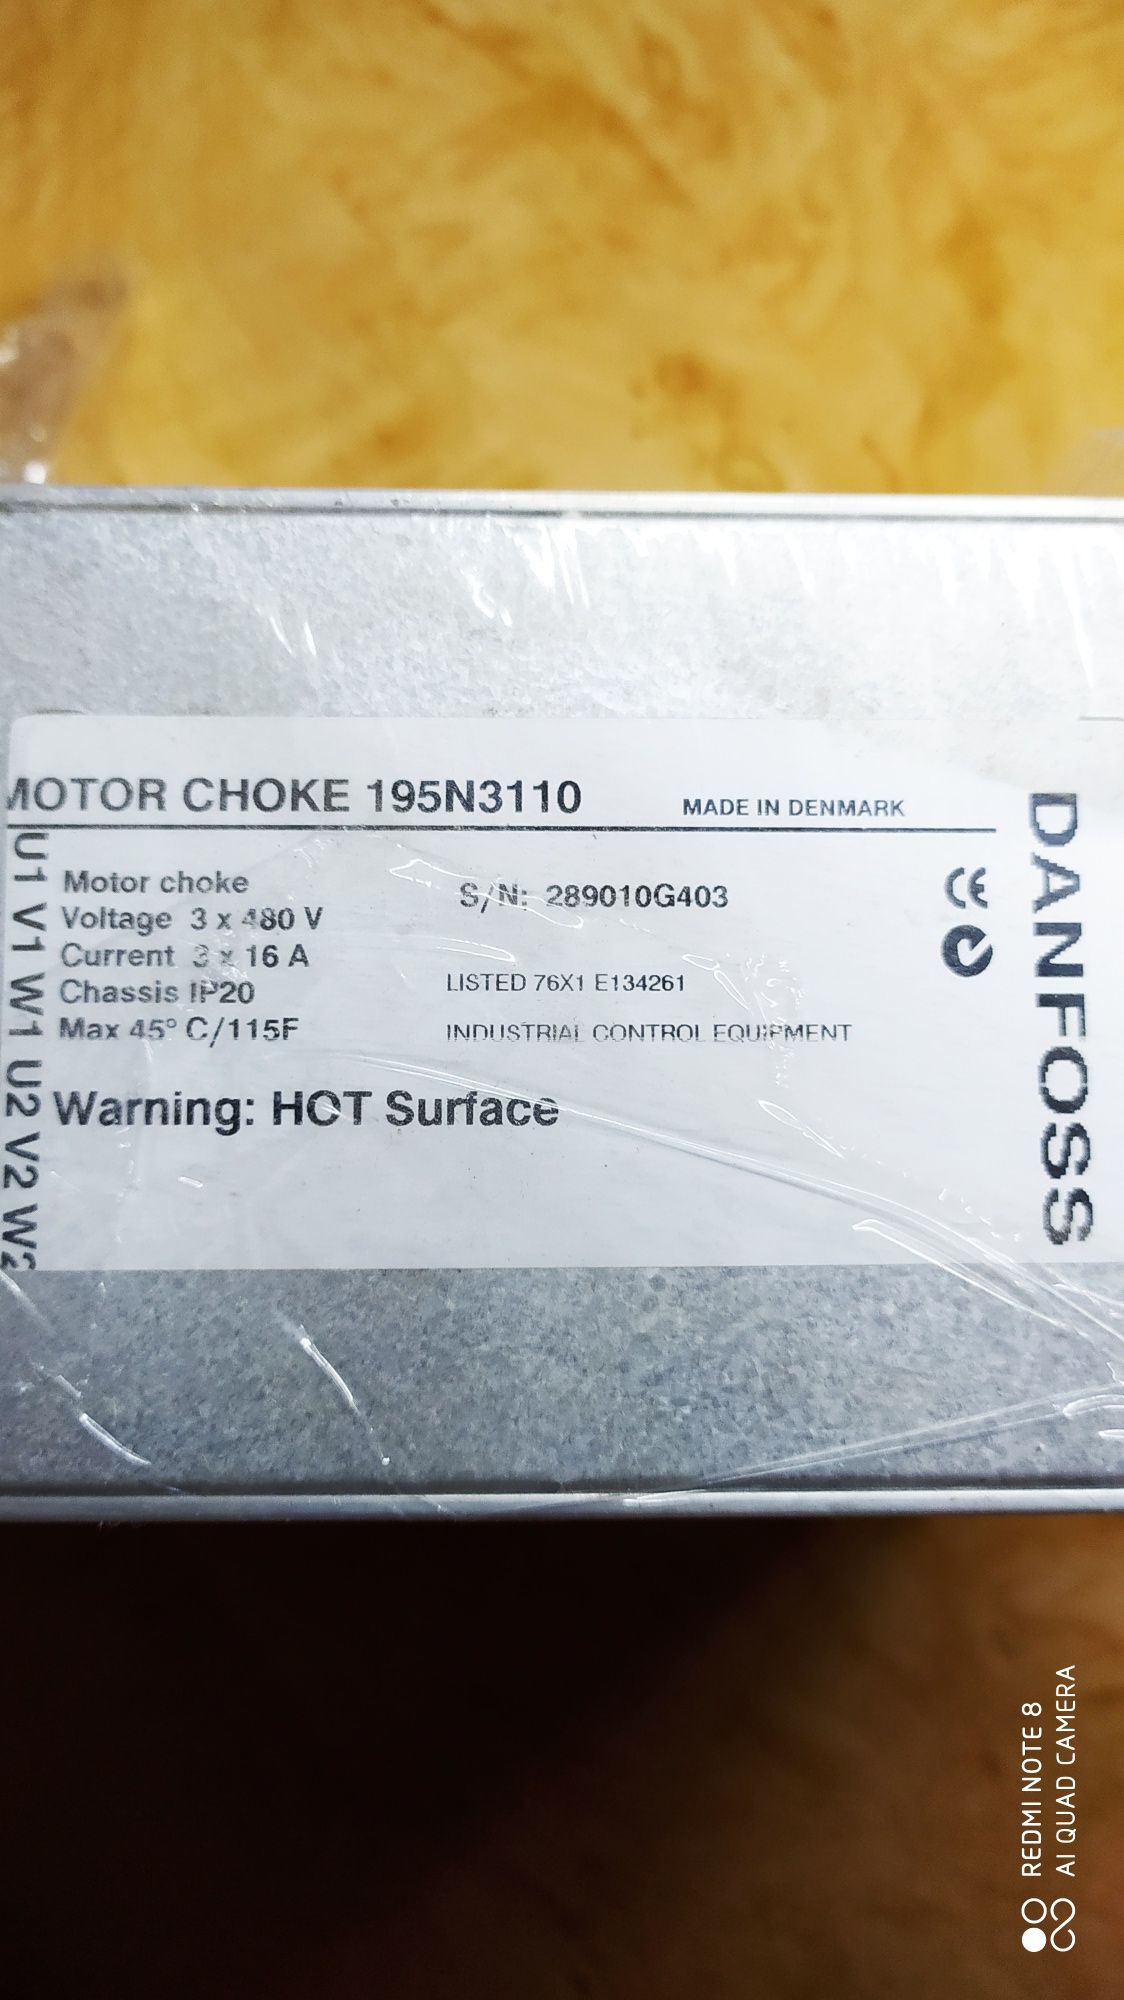 MOTOR CHOKE 195N3110
MADE IN DENMARK
U1 V1 W1 U2 V2 W2
Motor choke
Voltage 3 x 480 V
Current 3 x 16 A
Chassis IP20
Max 45° C/115F
S/N: 289010G403
LISTED 76X1 E134261
INDUSTRIAL CONTROL EQUIPMENT
Warning: HOT Surface
CE
DANFOSS
REDMI NOTE 8
AI QUAD CAMERA